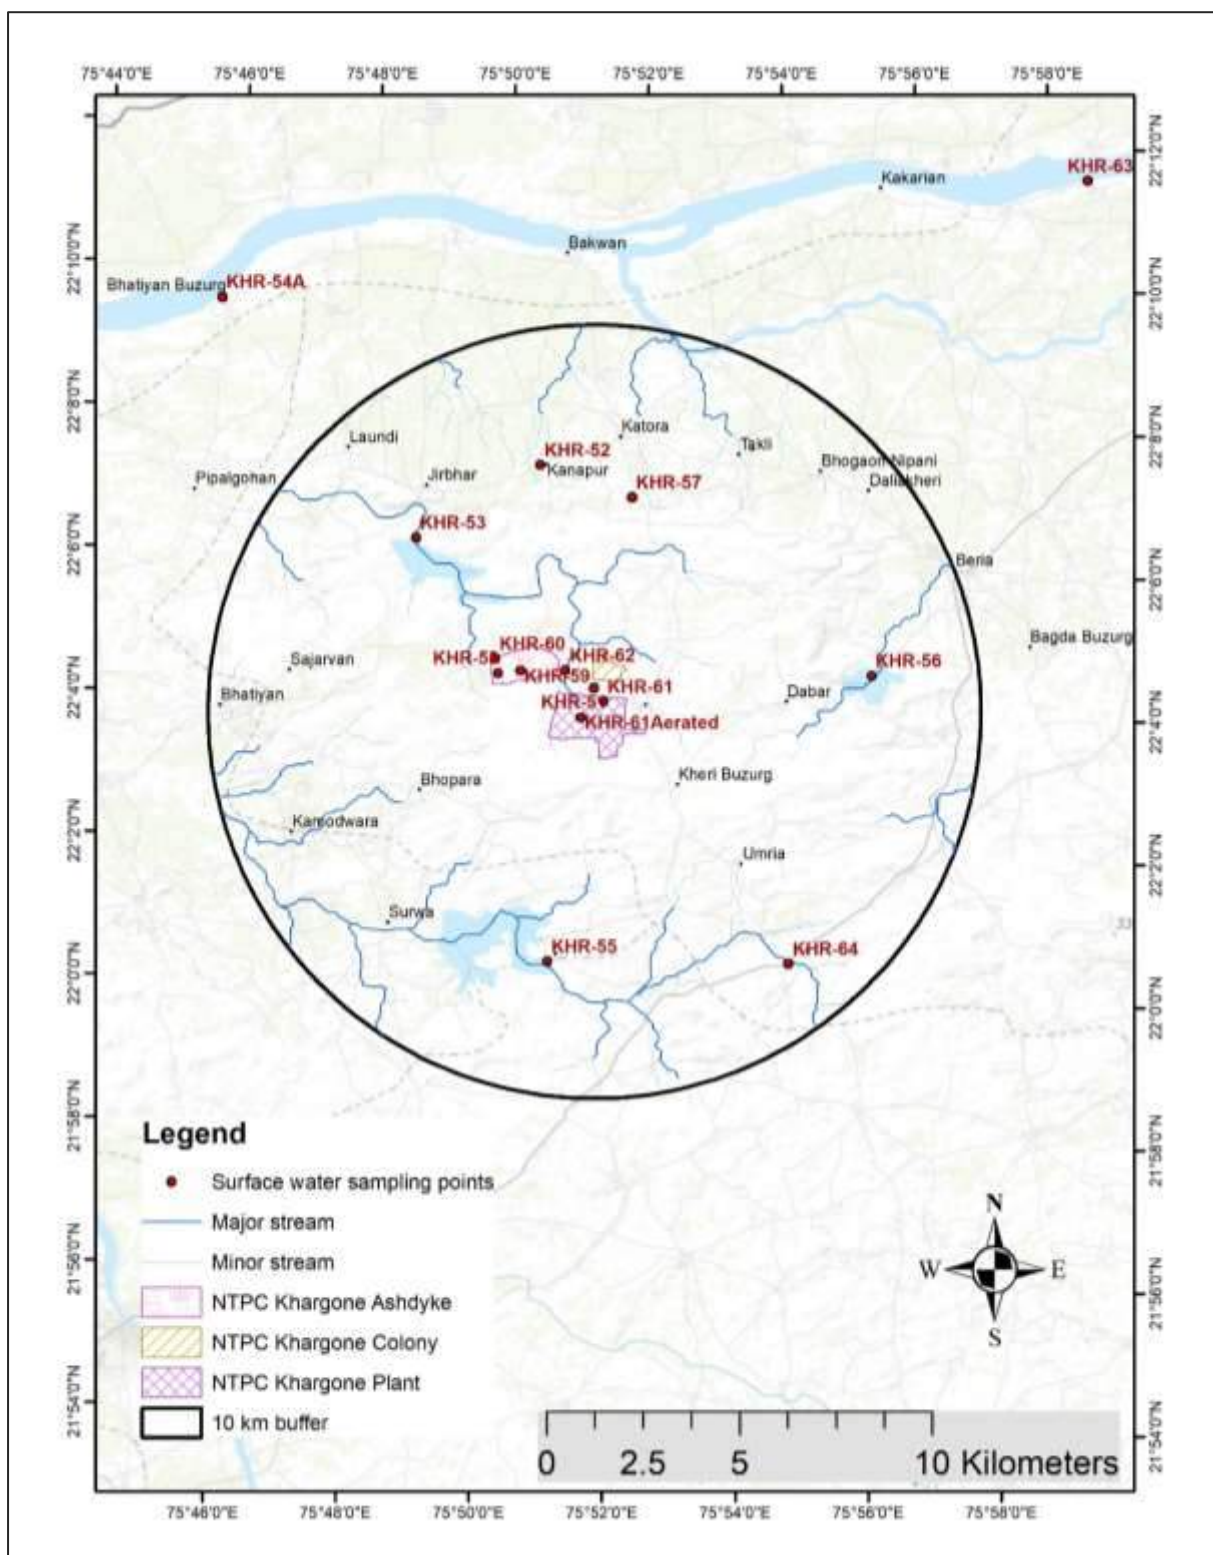 75°44'0"E 75°46'0"E 75°48'0"E 75°50'0"E 75°52'0"E 75°54'0"E 75°56'0"E 75°58'0"E
22°12'0"N
KHR-63
Kakarian
Bakwan
22°10'0"N
Bhatiyan Buzurg KHR-54A
22°10'0"N
22°8'0"N
Katora
22°8'0"N
Laundi
Takli
KHR-52
Bhogaon Nipani
Kanapur
Pipalgohan
Jirbhar
KHR-57
Daliakheri
KHR-53
22°6'0"N
Beria
22°6'0"N
Bagda Buzurg
KHR-60
KHR-62
KHR-56
Sajarvan
KHR-5
KHR-59
22°4'0"N
KHR-61
Bhatiyan
Dabar
KHR-5
22°4'0"N
KHR-61Aerated
Kheri Buzurg
Bhopara
22°2'0"N
Kamodwara
Umria
22°2'0"N
Surwa
33
KHR-55
KHR-64
22°0'0"N
22°0'0"N
21°58'0"N
Legend
21°58'0"N
Surface water sampling points
Major stream
N
21°56'0"N
Minor stream
W E
21°56'0"N
NTPC Khargone Ashdyke
S
NTPC Khargone Colony
NTPC Khargone Plant
21°54'0"N
10 km buffer
21°54'0"N
0 2.5 5 10 Kilometers
75°46'0"E 75°48'0"E 75°50'0"E 75°52'0"E 75°54'0"E 75°56'0"E 75°58'0"E